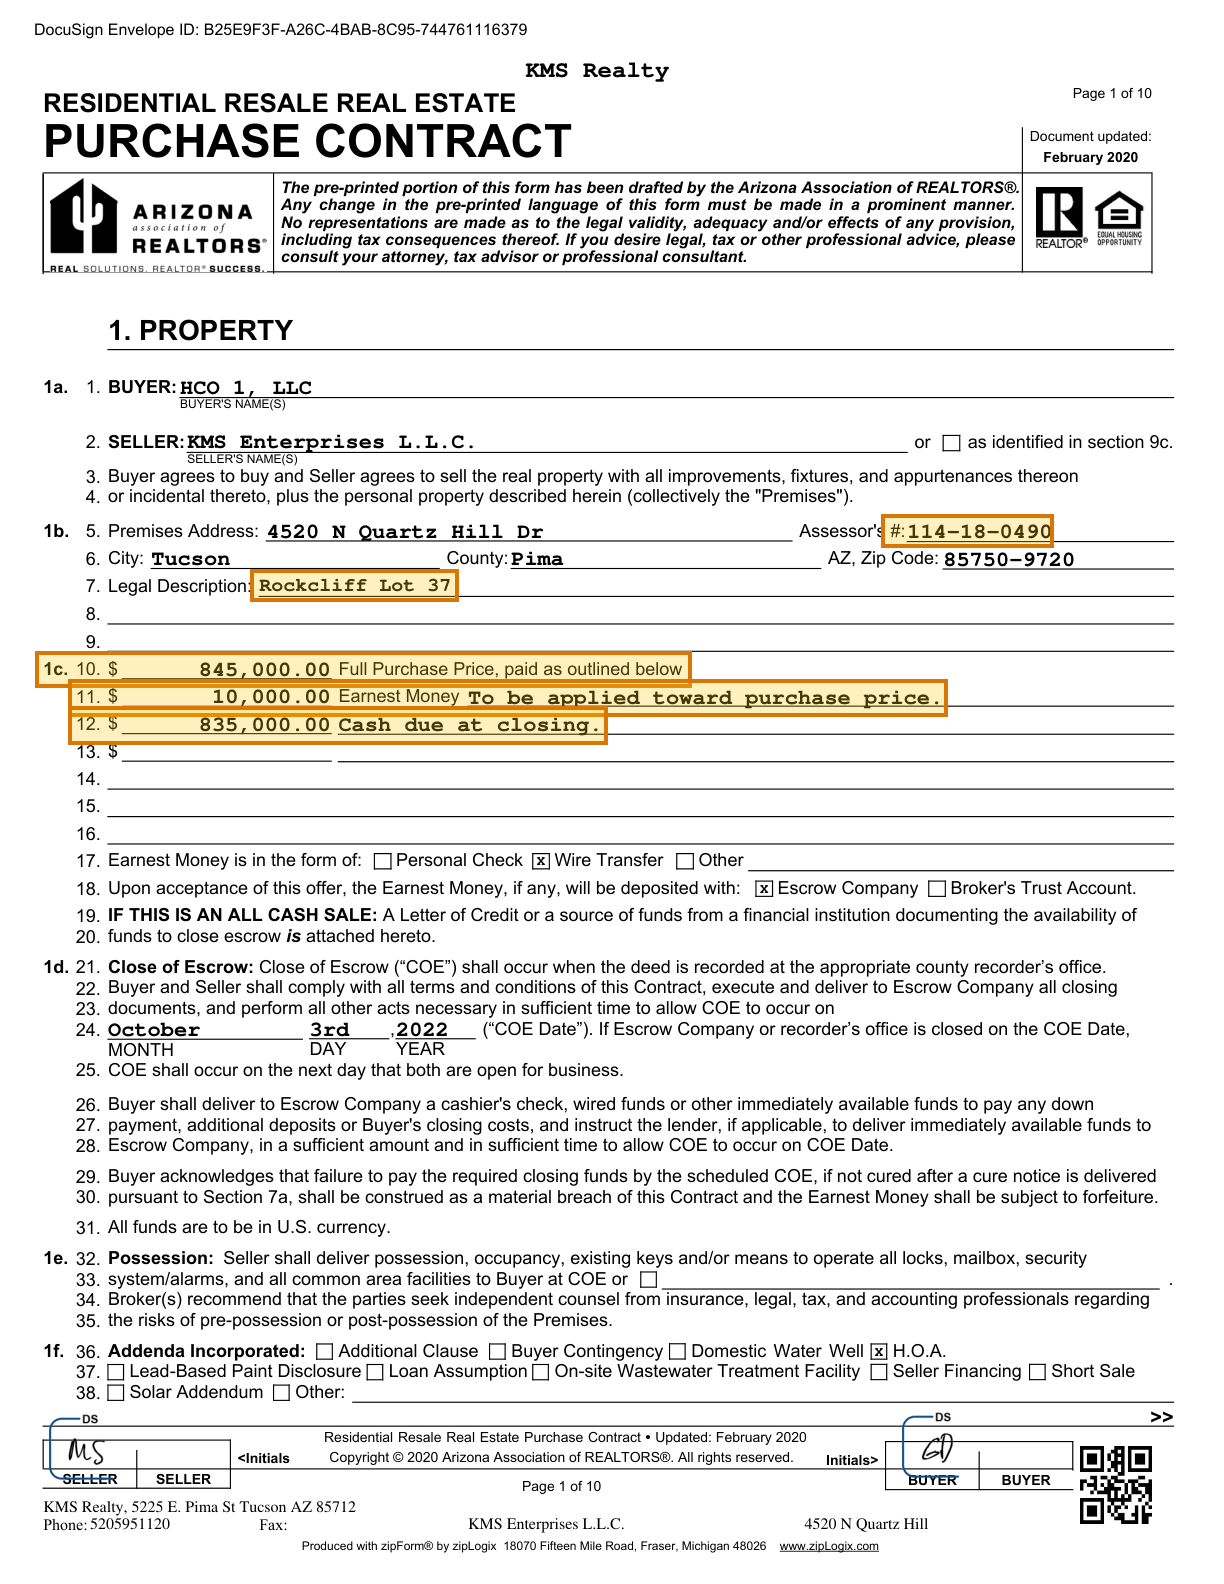 DocuSign Envelope ID: B25E9F3F-A26C-4BAB-8C95-744761116379
KMS Realty
Page 1 of 10
RESIDENTIAL RESALE REAL ESTATE
PURCHASE CONTRACT
Document updated:
February 2020
ARIZONA
association of
REALTORS®
REAL SOLUTIONS. REALTOR® SUCCESS.
The pre-printed portion of this form has been drafted by the Arizona Association of REALTORS®.
Any change in the pre-printed language of this form must be made in a prominent manner.
No representations are made as to the legal validity, adequacy and/or effects of any provision,
including tax consequences thereof. If you desire legal, tax or other professional advice, please
consult your attorney, tax advisor or professional consultant.
REALTOR®
EQUAL HOUSING
OPPORTUNITY
1. PROPERTY
1a. 1. BUYER: HCO 1, LLC
BUYER'S NAME(S)
2. SELLER: KMS Enterprises L.L.C. or as identified in section 9c.
SELLER'S NAME(S)
3. Buyer agrees to buy and Seller agrees to sell the real property with all improvements, fixtures, and appurtenances thereon
4. or incidental thereto, plus the personal property described herein (collectively the "Premises").
1b. 5. Premises Address: 4520 N Quartz Hill Dr Assessor's #: 114-18-0490
6. City: Tucson County: Pima AZ, Zip Code: 85750-9720
7. Legal Description: Rockcliff Lot 37
8.
9.
1c. 10. $ 845,000.00 Full Purchase Price, paid as outlined below
11. $ 10,000.00 Earnest Money To be applied toward purchase price.
12. $ 835,000.00 Cash due at closing.
13. $
14.
15.
16.
17. Earnest Money is in the form of: Personal Check x Wire Transfer Other
18. Upon acceptance of this offer, the Earnest Money, if any, will be deposited with: x Escrow Company Broker's Trust Account.
19. IF THIS IS AN ALL CASH SALE: A Letter of Credit or a source of funds from a financial institution documenting the availability of
20. funds to close escrow is attached hereto.
1d. 21. Close of Escrow: Close of Escrow (“COE”) shall occur when the deed is recorded at the appropriate county recorder’s office.
22. Buyer and Seller shall comply with all terms and conditions of this Contract, execute and deliver to Escrow Company all closing
23. documents, and perform all other acts necessary in sufficient time to allow COE to occur on
24. October 3rd , 2022 (“COE Date”). If Escrow Company or recorder’s office is closed on the COE Date,
MONTH DAY YEAR
25. COE shall occur on the next day that both are open for business.
26. Buyer shall deliver to Escrow Company a cashier's check, wired funds or other immediately available funds to pay any down
27. payment, additional deposits or Buyer's closing costs, and instruct the lender, if applicable, to deliver immediately available funds to
28. Escrow Company, in a sufficient amount and in sufficient time to allow COE to occur on COE Date.
29. Buyer acknowledges that failure to pay the required closing funds by the scheduled COE, if not cured after a cure notice is delivered
30. pursuant to Section 7a, shall be construed as a material breach of this Contract and the Earnest Money shall be subject to forfeiture.
31. All funds are to be in U.S. currency.
1e. 32. Possession: Seller shall deliver possession, occupancy, existing keys and/or means to operate all locks, mailbox, security
33. system/alarms, and all common area facilities to Buyer at COE or .
34. Broker(s) recommend that the parties seek independent counsel from insurance, legal, tax, and accounting professionals regarding
35. the risks of pre-possession or post-possession of the Premises.
1f. 36. Addenda Incorporated: Additional Clause Buyer Contingency Domestic Water Well x H.O.A.
37. Lead-Based Paint Disclosure Loan Assumption On-site Wastewater Treatment Facility Seller Financing Short Sale
38. Solar Addendum Other:
>>
DS
MS
SELLER SELLER
<Initials
Residential Resale Real Estate Purchase Contract • Updated: February 2020
Copyright © 2020 Arizona Association of REALTORS®. All rights reserved.
Initials>
DS
GD
BUYER BUYER
Page 1 of 10
KMS Realty, 5225 E. Pima St Tucson AZ 85712
Phone: 5205951120 Fax: KMS Enterprises L.L.C. 4520 N Quartz Hill
Produced with zipForm® by zipLogix 18070 Fifteen Mile Road, Fraser, Michigan 48026 www.zipLogix.com